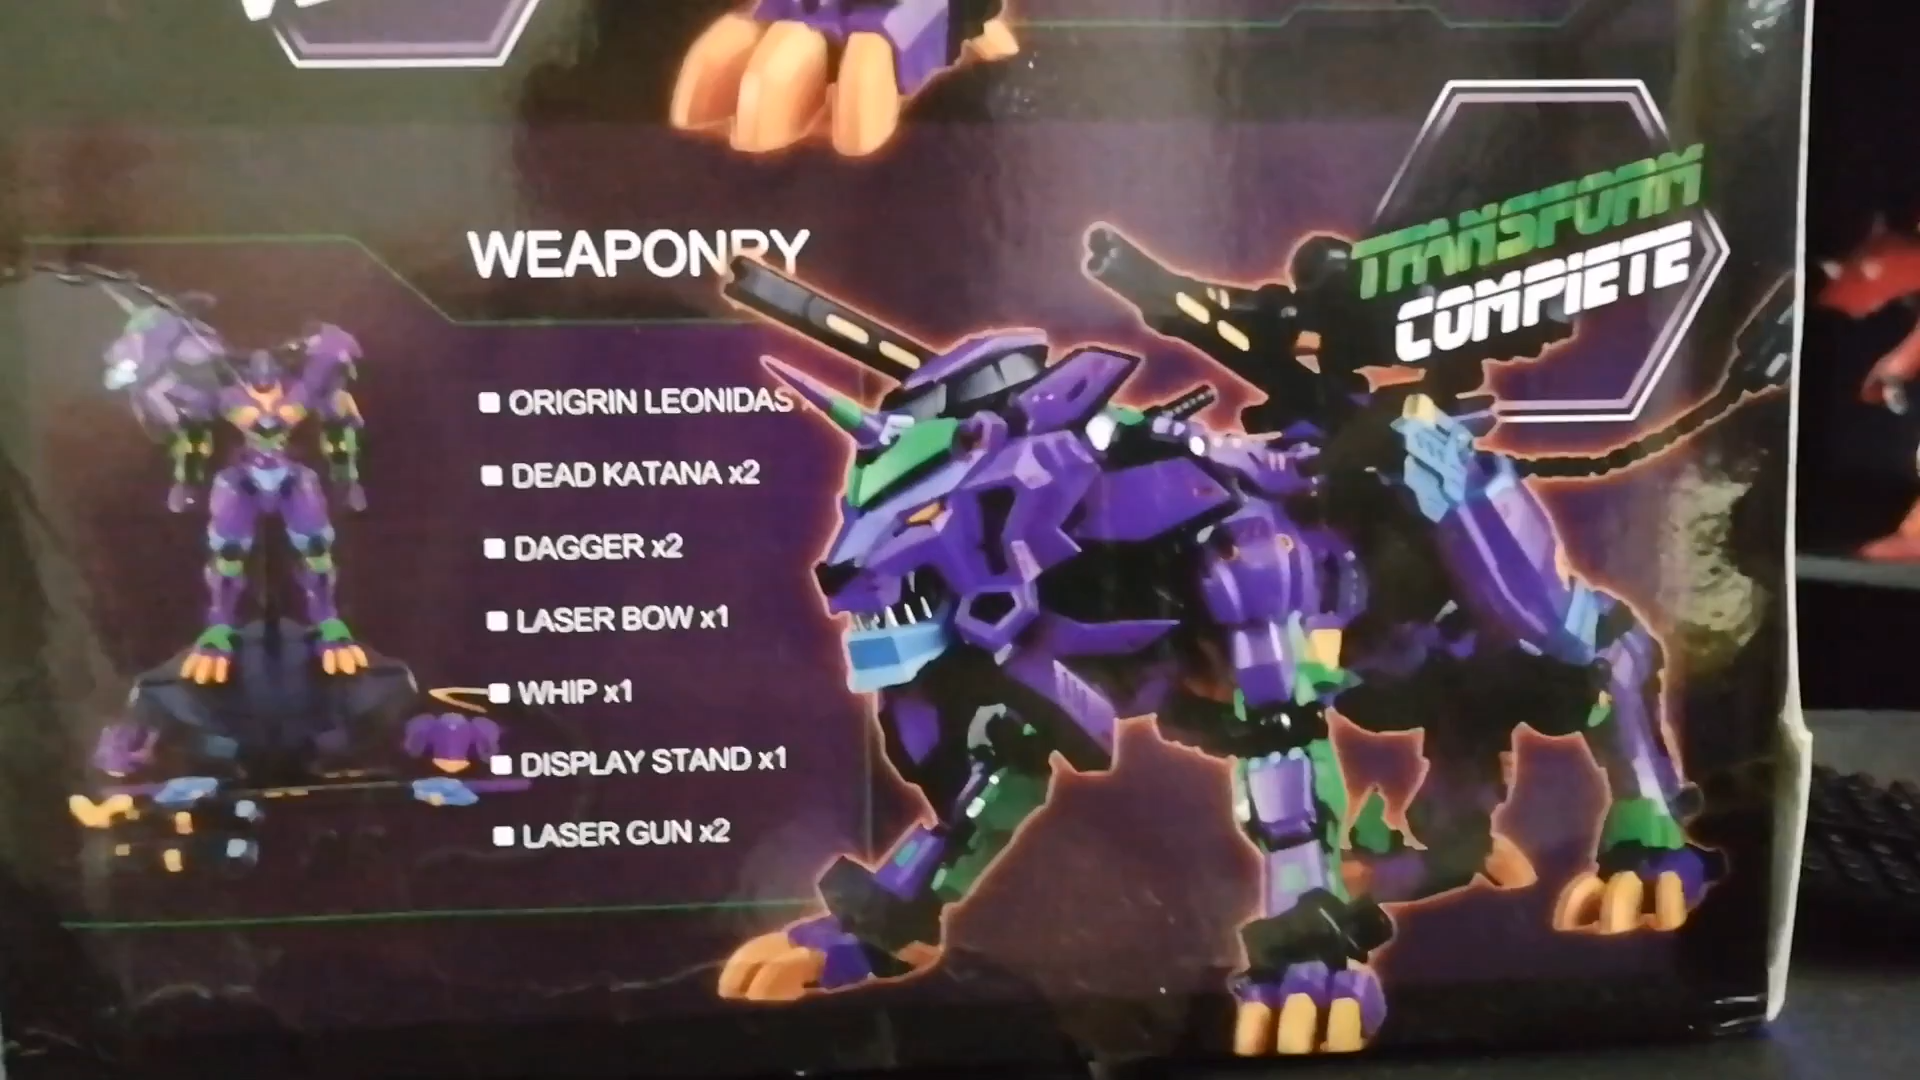 WEAPONRY
■ ORIGRIN LEONIDAS
■ DEAD KATANA x2
■ DAGGER x2
■ LASER BOW x1
■ WHIP x1
■ DISPLAY STAND x1
■ LASER GUN x2
TRANSFORM
COMPIETE